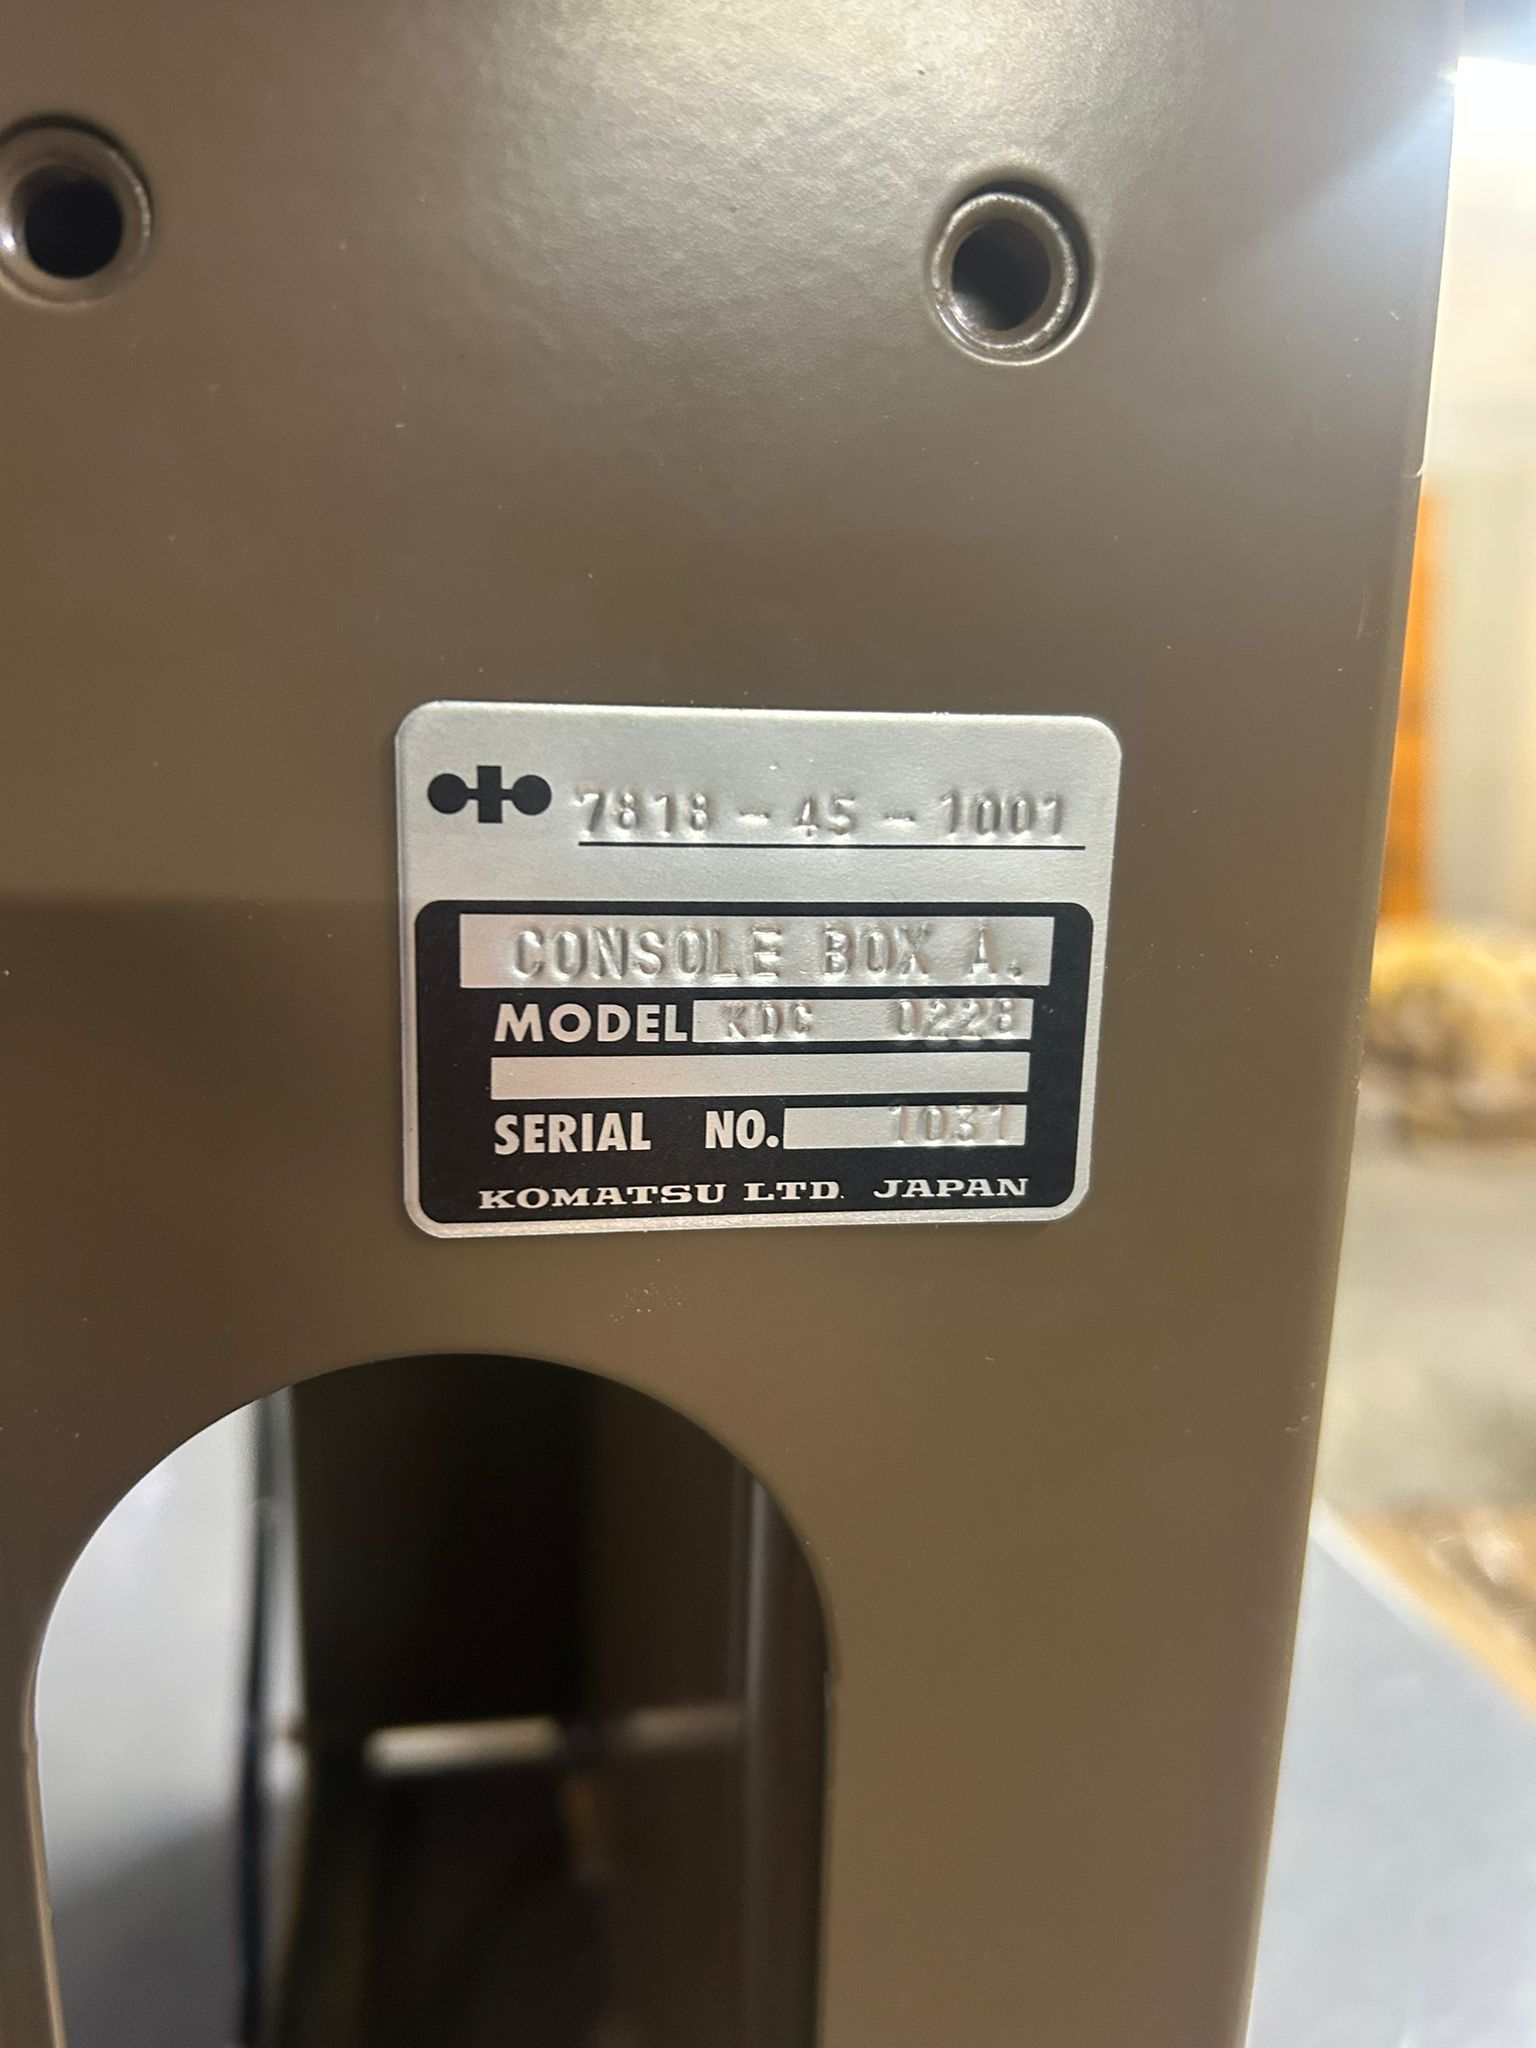 7818-45-1001
CONSOLE BOX A.
MODEL KDC 0228
SERIAL NO. 1031
KOMATSU LTD. JAPAN